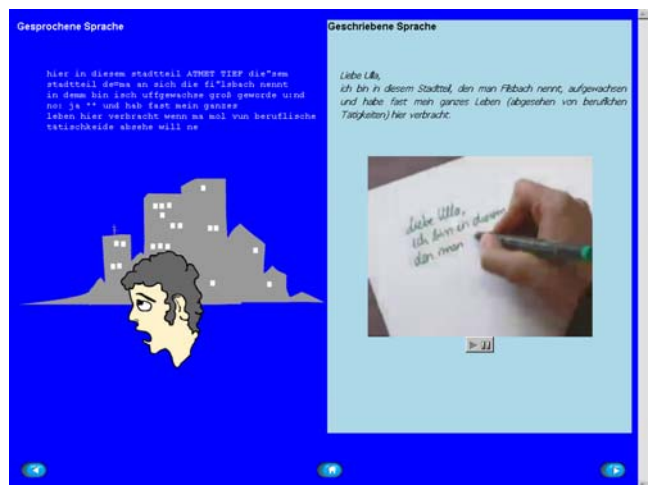 Gesprochene Sprache
hier in diesem stadtteil ATMET TIEF die"sem
stadtteil de=ma an sich die fi"lsbach nennt
in demm bin isch uffgewachse groß geworde u:nd
no: ja ** und hab fast mein ganzes
leben hier verbracht wenn ma mol vun beruflische
tätischkeide absehe will ne
Geschriebene Sprache
Liebe Ulla,
ich bin in diesem Stadtteil, den man Filsbach nennt, aufgewachsen
und habe fast mein ganzes Leben (abgesehen von beruflichen
Tätigkeiten) hier verbracht.
Liebe Ulla,
ich bin in diesem
den man